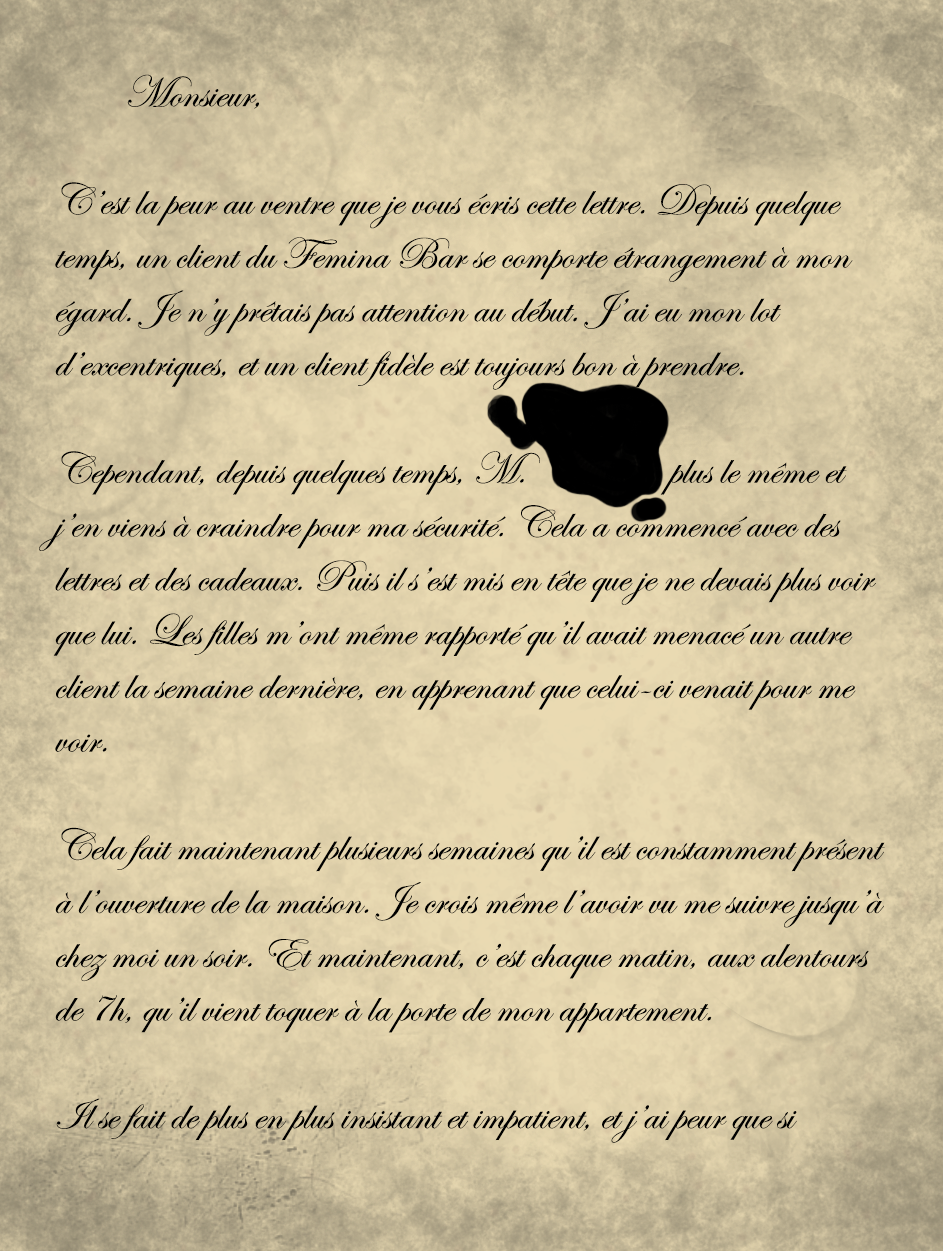 Monsieur,
C'est la peur au ventre que je vous écris cette lettre. Depuis quelque
temps, un client du Femina Bar se comporte étrangement à mon
égard. Je n'y prêtais pas attention au début. J'ai eu mon lot
d'excentriques, et un client fidèle est toujours bon à prendre.
Cependant, depuis quelques temps, M. plus le même et
j'en viens à craindre pour ma sécurité. Cela a commencé avec des
lettres et des cadeaux. Puis il s'est mis en tête que je ne devais plus voir
que lui. Les filles m'ont même rapporté qu'il avait menacé un autre
client la semaine dernière, en apprenant que celui-ci venait pour me
voir.
Cela fait maintenant plusieurs semaines qu'il est constamment présent
à l'ouverture de la maison. Je crois même l'avoir vu me suivre jusqu'à
chez moi un soir. Et maintenant, c'est chaque matin, aux alentours
de 7h, qu'il vient toquer à la porte de mon appartement.
Il se fait de plus en plus insistant et impatient, et j'ai peur que si